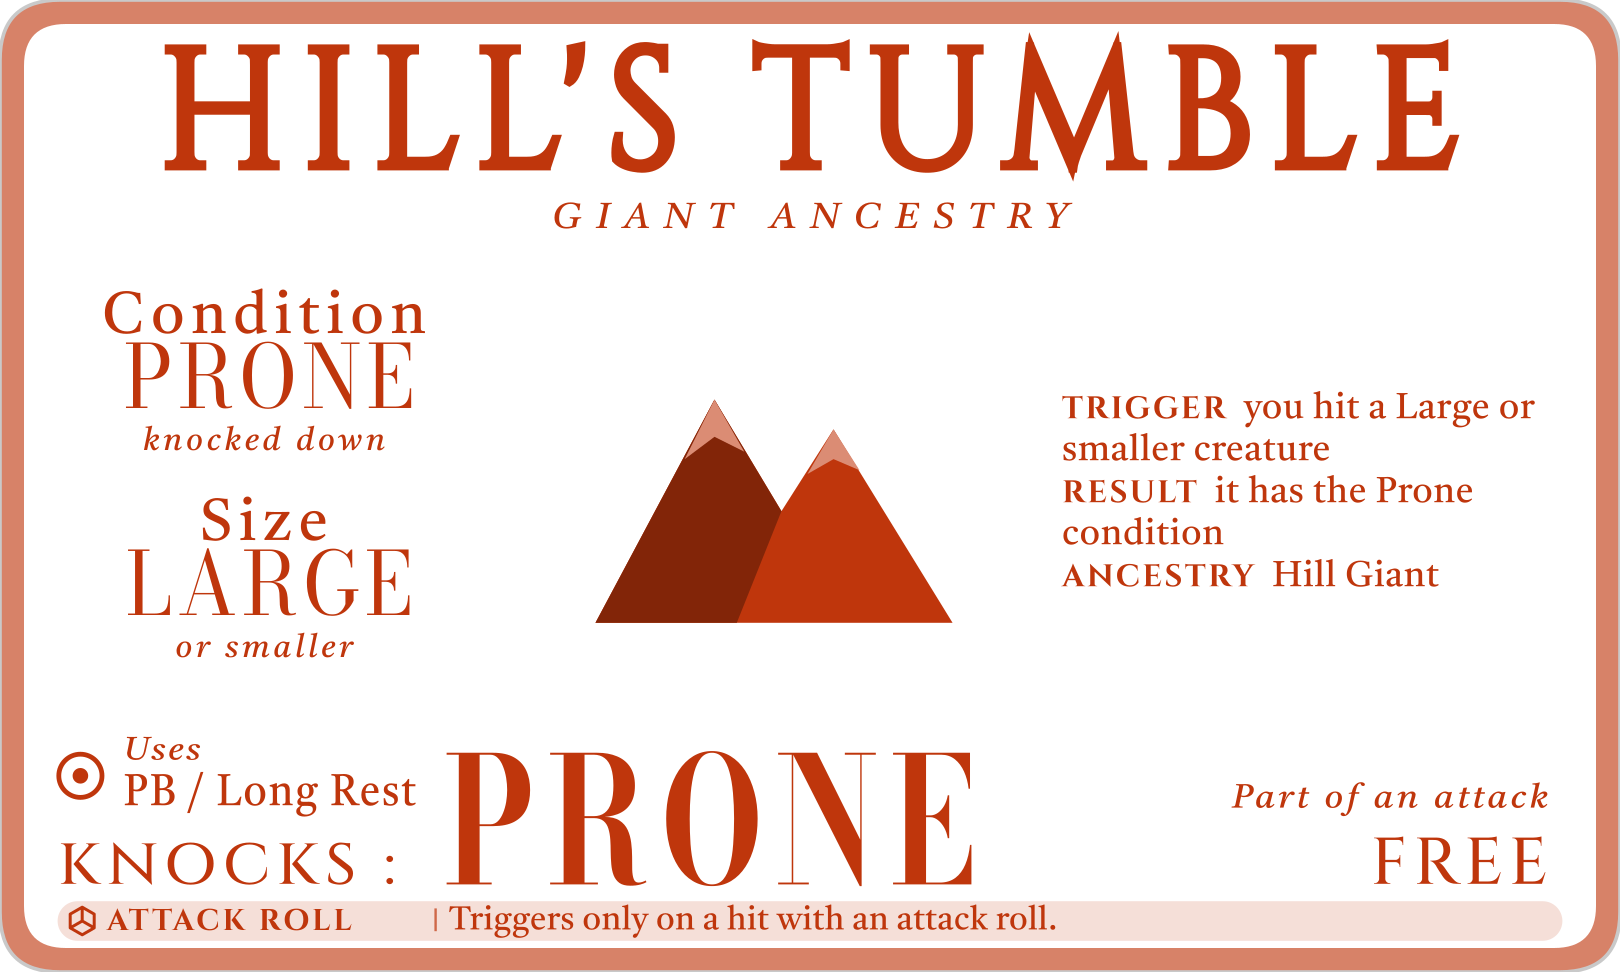 HILL'S TUMBLE
GIANT ANCESTRY
Condition
PRONE
knocked down
Size
LARGE
or smaller
TRIGGER you hit a Large or
smaller creature
RESULT it has the Prone
condition
ANCESTRY Hill Giant
Uses
PB / Long Rest
KNOCKS : PRONE
Part of an attack
FREE
ATTACK ROLL | Triggers only on a hit with an attack roll.